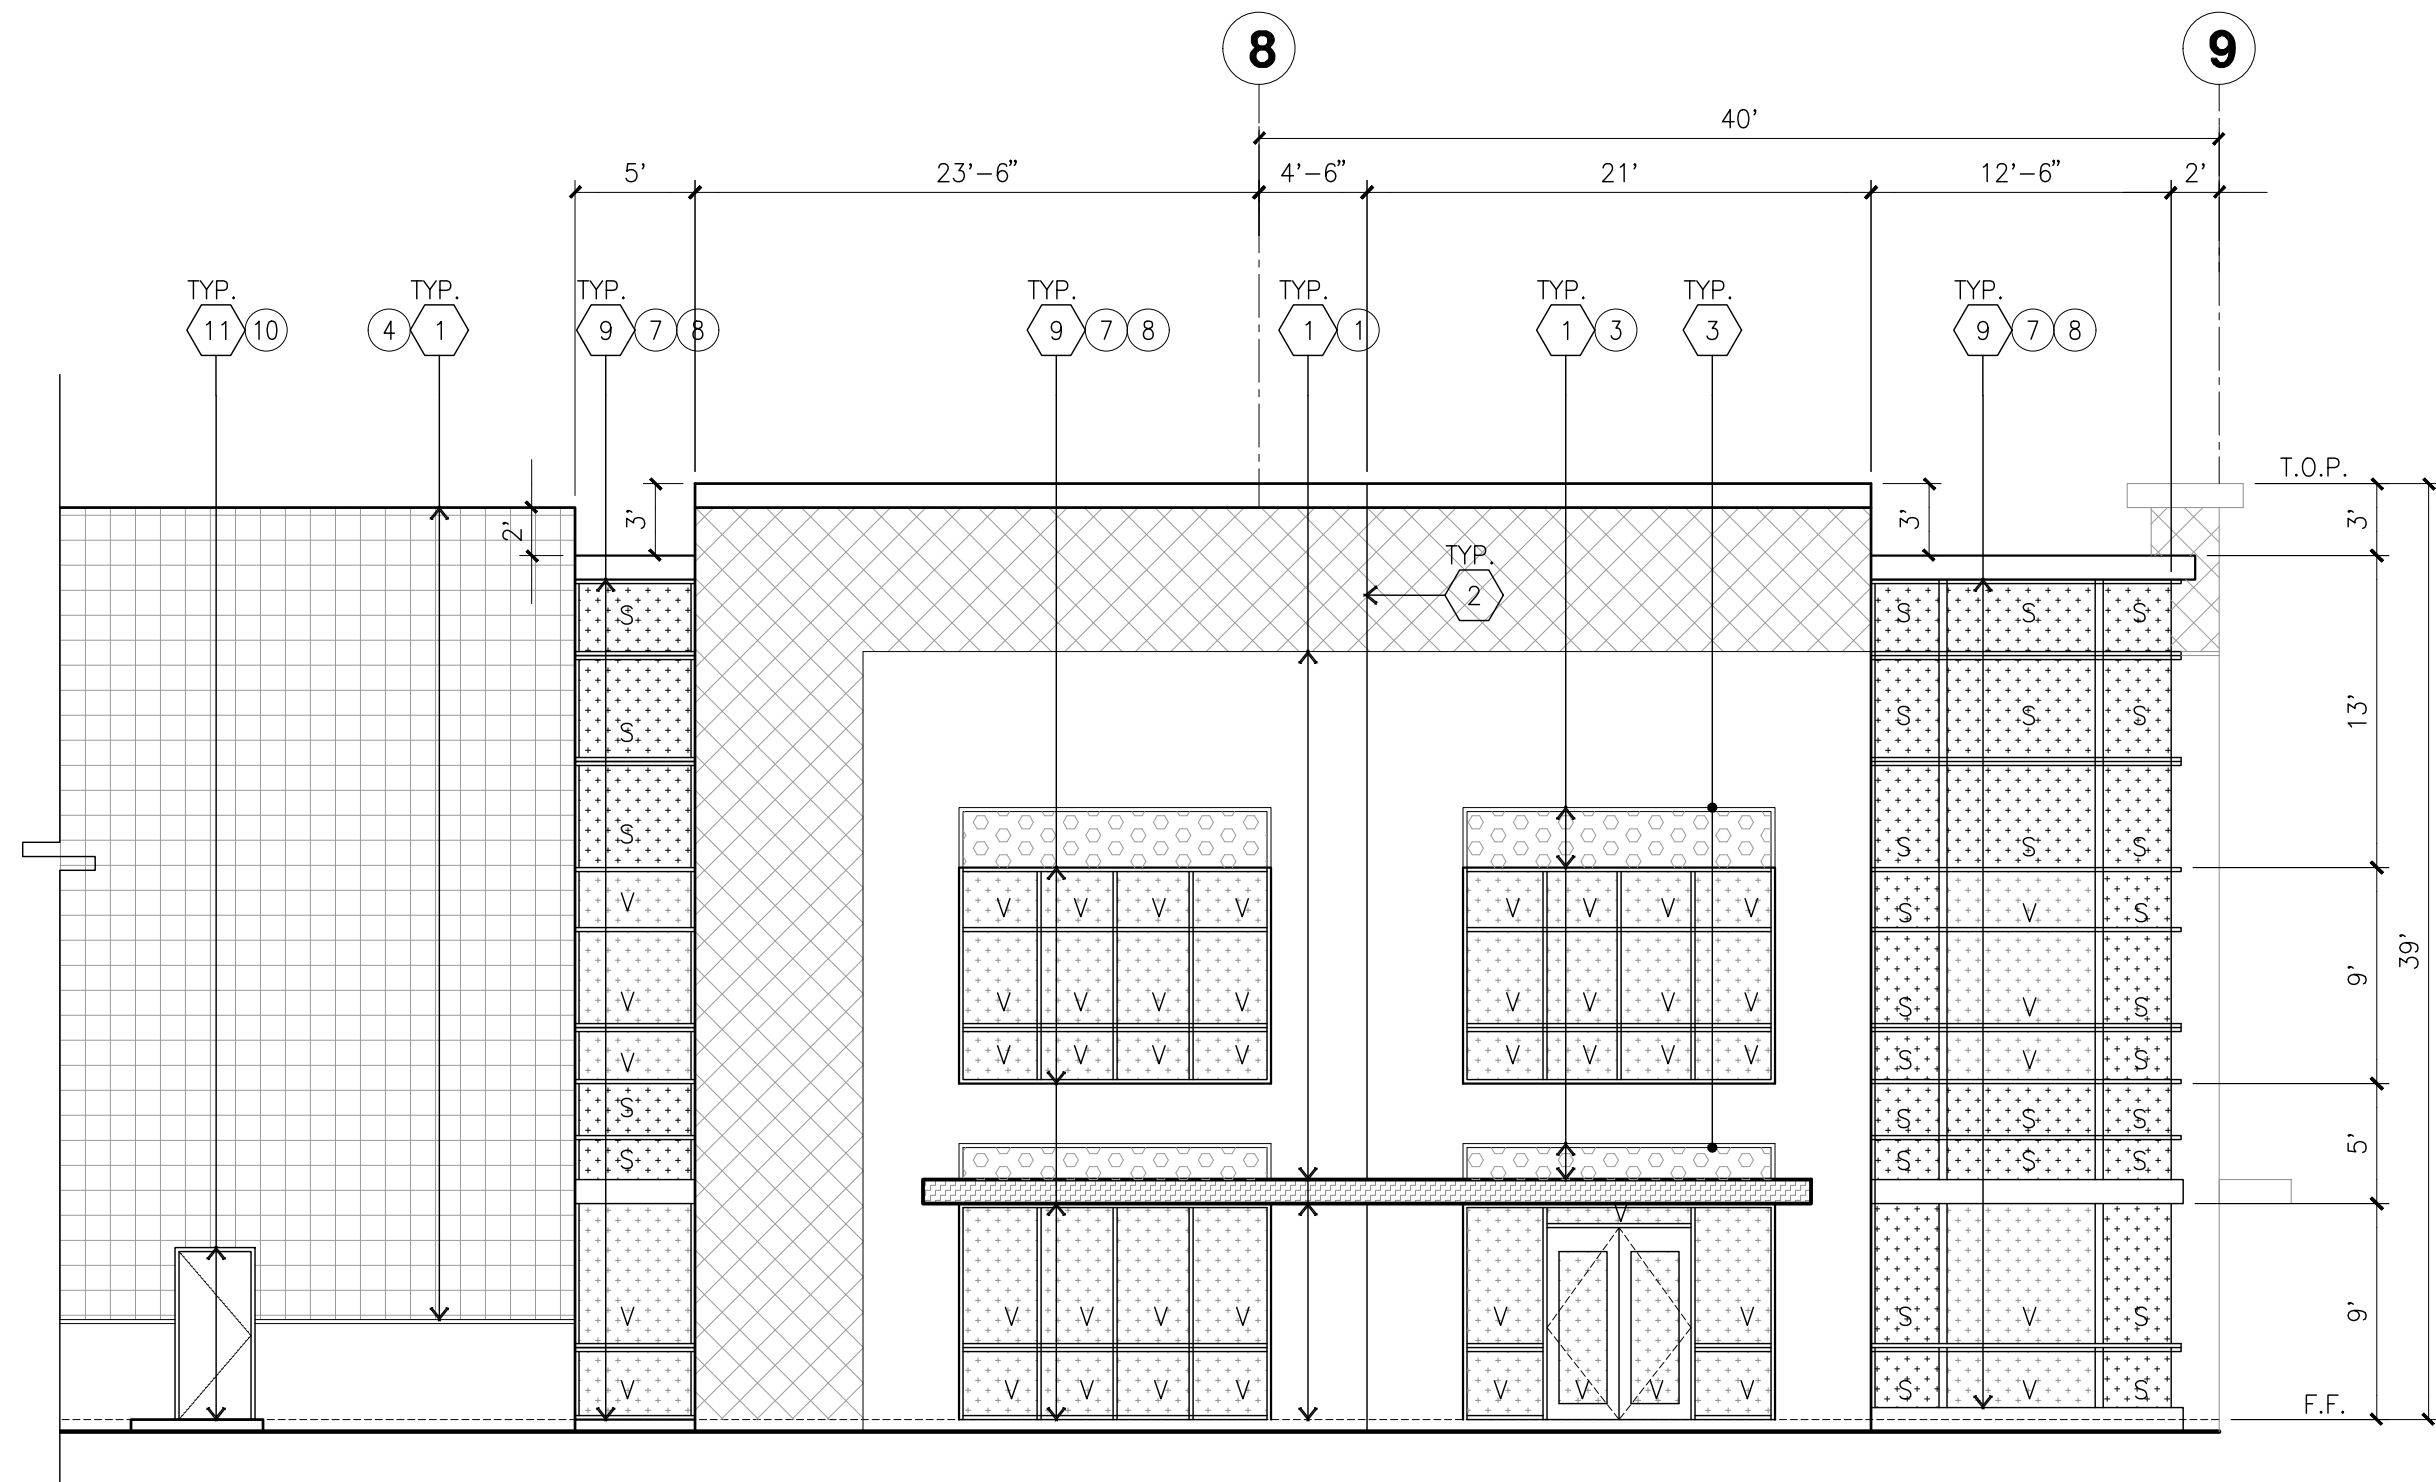 8 9
40'
5' 23'-6" 4'-6" 21' 12'-6" 2'
TYP. TYP. TYP. TYP. TYP. TYP. TYP. TYP.
11 10 4 1 9 7 8 9 7 8 1 1 1 3 3 9 7 8
T.O.P.
2' 3' 3' 3'
TYP.
2
S S S S
S S S S
13'
S S S S
V V V V V V V V V S V S
39'
9'
V V V V V V V V V S V S
V V V V V V V V V S V S
S S S S
5'
S S S S
V
9'
V V V V V V V S V S
V V V V V V V V V S V S
F.F.